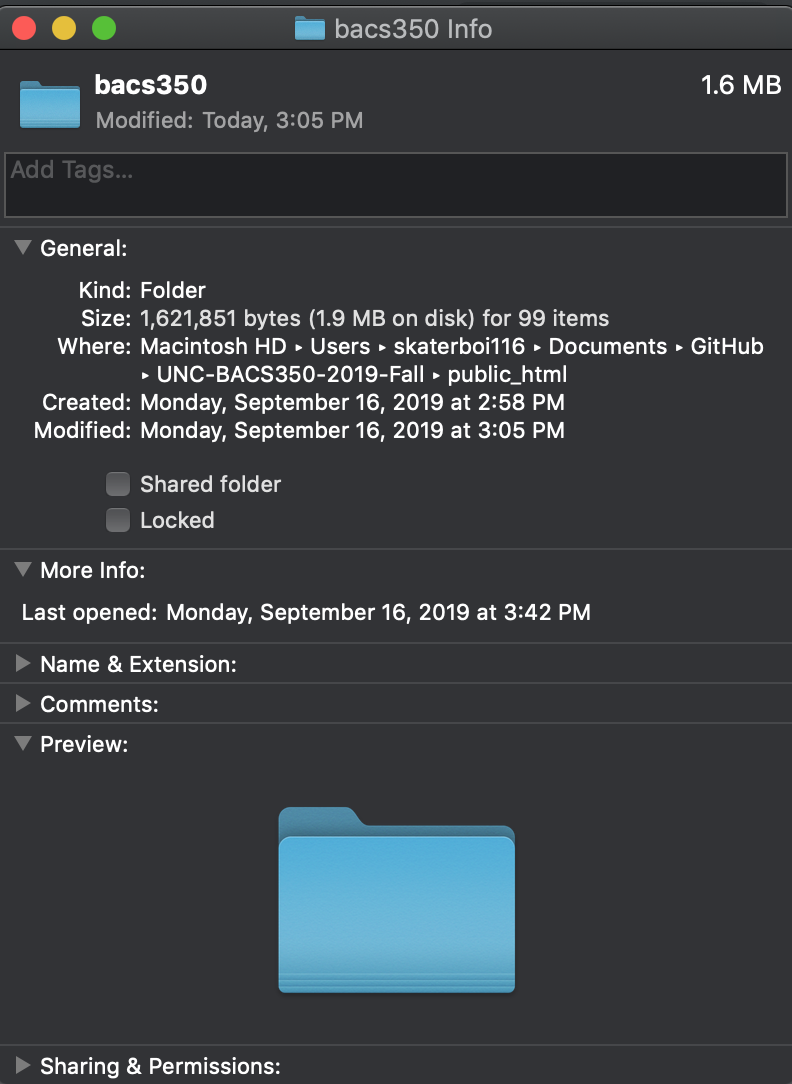 bacs350 Info
bacs350
1.6 MB
Modified: Today, 3:05 PM
Add Tags...
General:
Kind: Folder
Size: 1,621,851 bytes (1.9 MB on disk) for 99 items
Where: Macintosh HD ▸ Users ▸ skaterboi116 ▸ Documents ▸ GitHub
▸ UNC-BACS350-2019-Fall ▸ public_html
Created: Monday, September 16, 2019 at 2:58 PM
Modified: Monday, September 16, 2019 at 3:05 PM
Shared folder
Locked
More Info:
Last opened: Monday, September 16, 2019 at 3:42 PM
Name & Extension:
Comments:
Preview:
Sharing & Permissions: